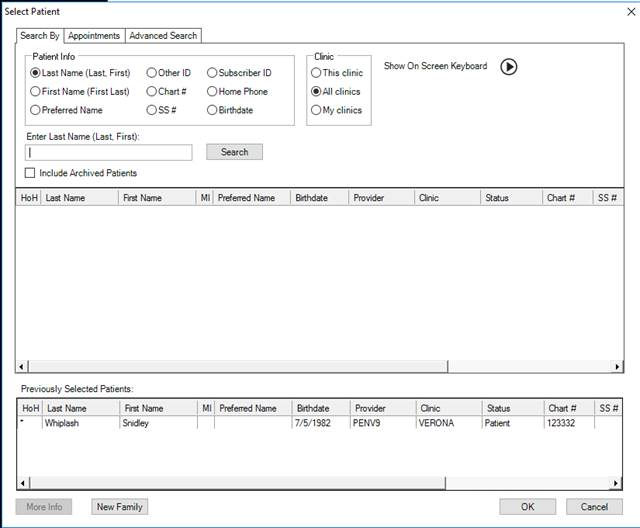 Select Patient
Search By Appointments Advanced Search
Patient Info Clinic
Last Name (Last, First) Other ID Subscriber ID This clinic Show On Screen Keyboard
First Name (First Last) Chart # Home Phone All clinics
Preferred Name SS # Birthdate My clinics
Enter Last Name (Last, First):
Search
Include Archived Patients
HoH Last Name First Name MI Preferred Name Birthdate Provider Clinic Status Chart # SS #
Previously Selected Patients:
HoH Last Name First Name MI Preferred Name Birthdate Provider Clinic Status Chart # SS #
* Whiplash Snidley 7/5/1982 PENV9 VERONA Patient 123332
More Info New Family OK Cancel